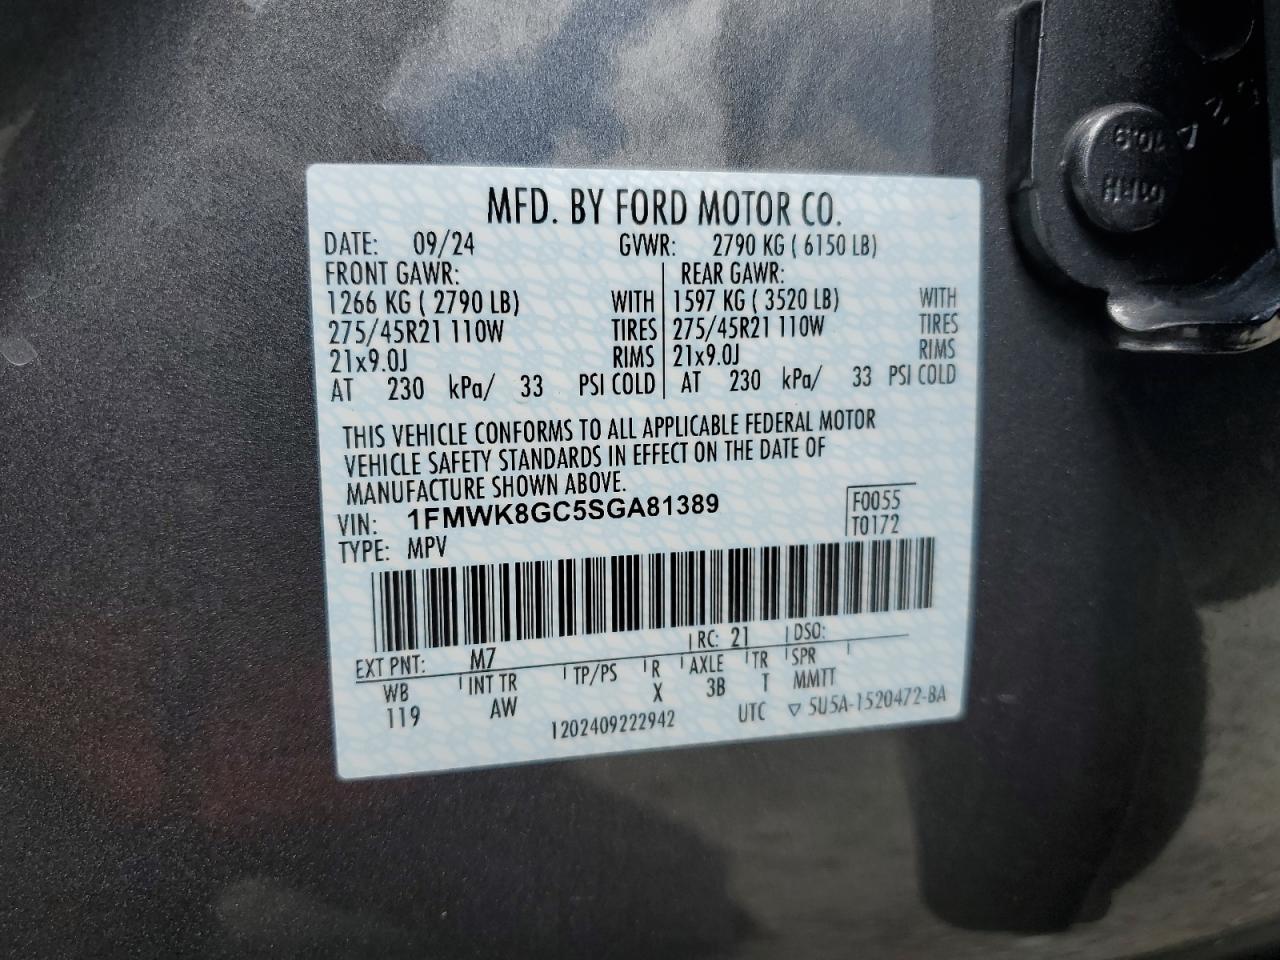 MFD. BY FORD MOTOR CO.
DATE: 09/24 GVWR: 2790 KG ( 6150 LB)
FRONT GAWR: REAR GAWR:
1266 KG ( 2790 LB) WITH 1597 KG ( 3520 LB) WITH
275/45R21 110W TIRES 275/45R21 110W TIRES
21x9.0J RIMS 21x9.0J RIMS
AT 230 kPa/ 33 PSI COLD AT 230 kPa/ 33 PSI COLD
THIS VEHICLE CONFORMS TO ALL APPLICABLE FEDERAL MOTOR
VEHICLE SAFETY STANDARDS IN EFFECT ON THE DATE OF
MANUFACTURE SHOWN ABOVE.
VIN: 1FMWK8GC5SGA81389 F0055
TYPE: MPV T0172
EXT PNT: M7 RC: 21 DSO:
WB INT TR TP/PS R AXLE TR SPR
119 AW X 3B T MMTT
1202409222942 UTC ▽ 5U5A-1520472-BA
10.9